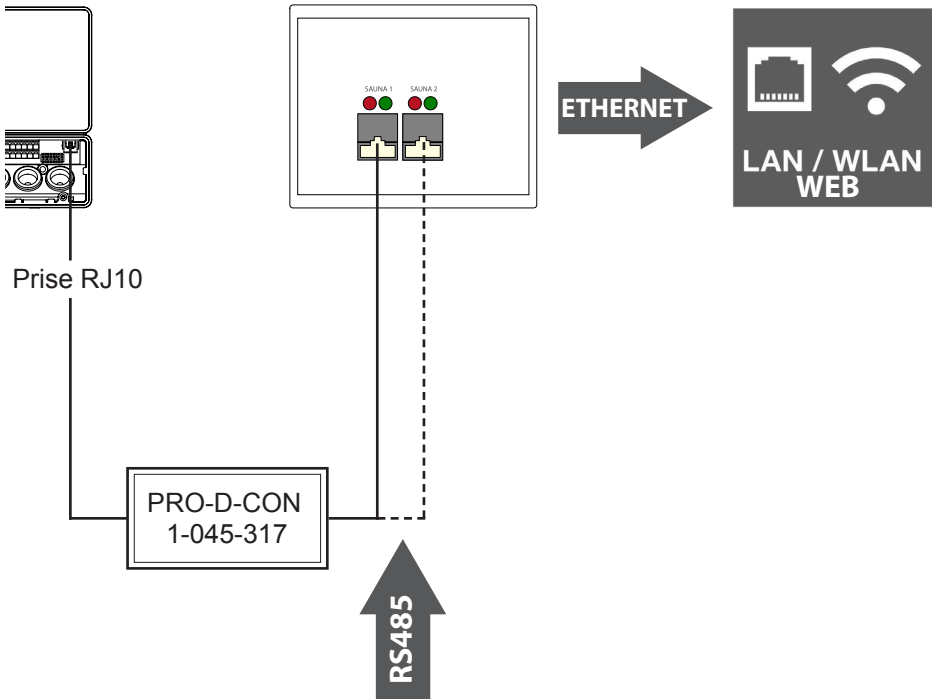 SAUNA 1 SAUNA 2
ETHERNET
LAN / WLAN
WEB
Prise RJ10
PRO-D-CON
1-045-317
RS485